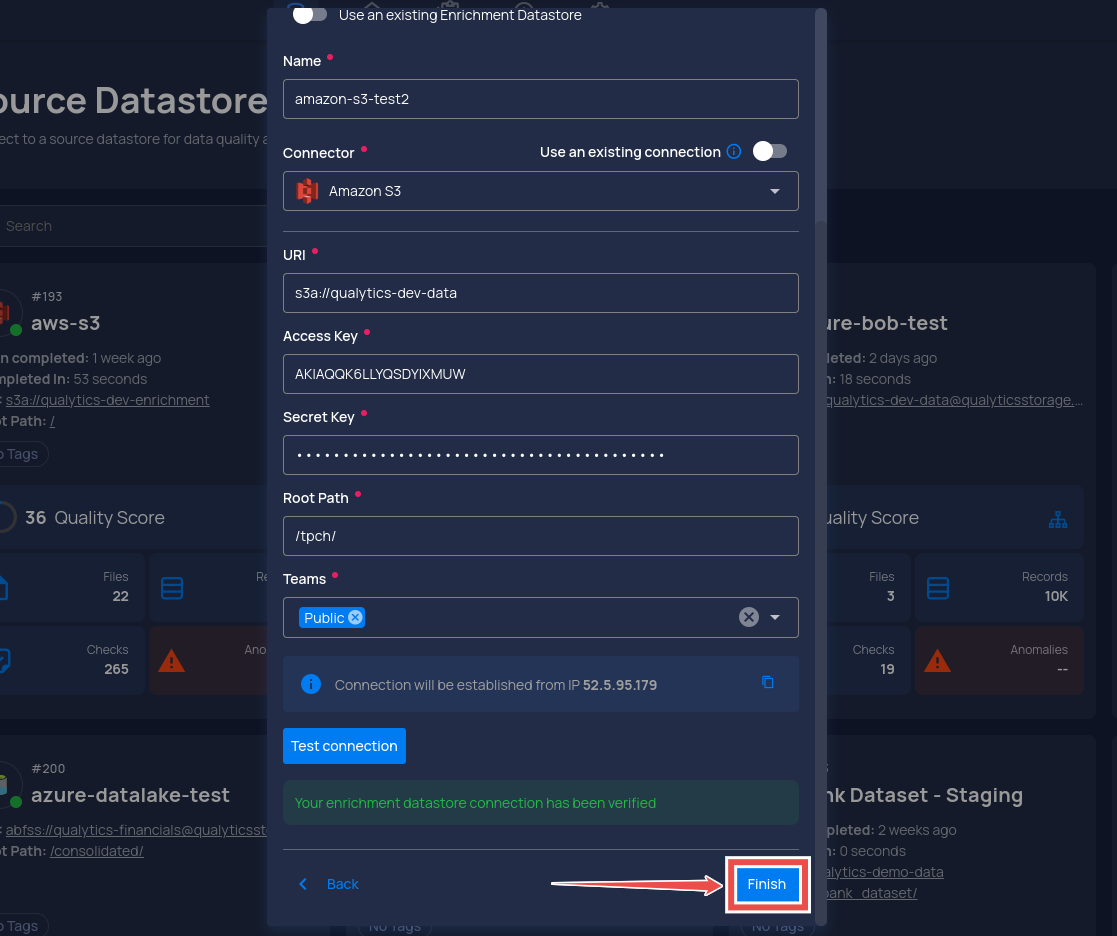 Use an existing Enrichment Datastore
Name
amazon-s3-test2
Connector
Use an existing connection
Amazon S3
URI
s3a://qualytics-dev-data
Access Key
AKIAQQK6LLYQSDYIXMUW
Secret Key
••••••••••••••••••••••••••••••••••••••••
Root Path
/tpch/
Teams
Public
Connection will be established from IP 52.5.95.179
Test connection
Your enrichment datastore connection has been verified
Back
Finish
ource Datastore
ect to a source datastore for data quality a
Search
#193
aws-s3
n completed: 1 week ago
mpleted In: 53 seconds
: s3a://qualytics-dev-enrichment
t Path: /
o Tags
36 Quality Score
Files
22
Re
Checks
265
Ano
#200
azure-datalake-test
: abfss://qualytics-financials@qualyticsst
ot Path: /consolidated/
o Tags
No Tags
ure-bob-test
leted: 2 days ago
n: 18 seconds
qualytics-dev-data@qualyticsstorage....
uality Score
Files
3
Records
10K
Checks
19
Anomalies
--
nk Dataset - Staging
pleted: 2 weeks ago
n: 0 seconds
alytics-demo-data
bank_dataset/
No Tags